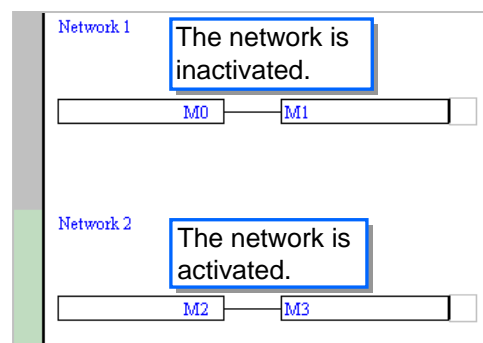 Network 1
The network is
inactivated.
M0 M1
Network 2
The network is
activated.
M2 M3